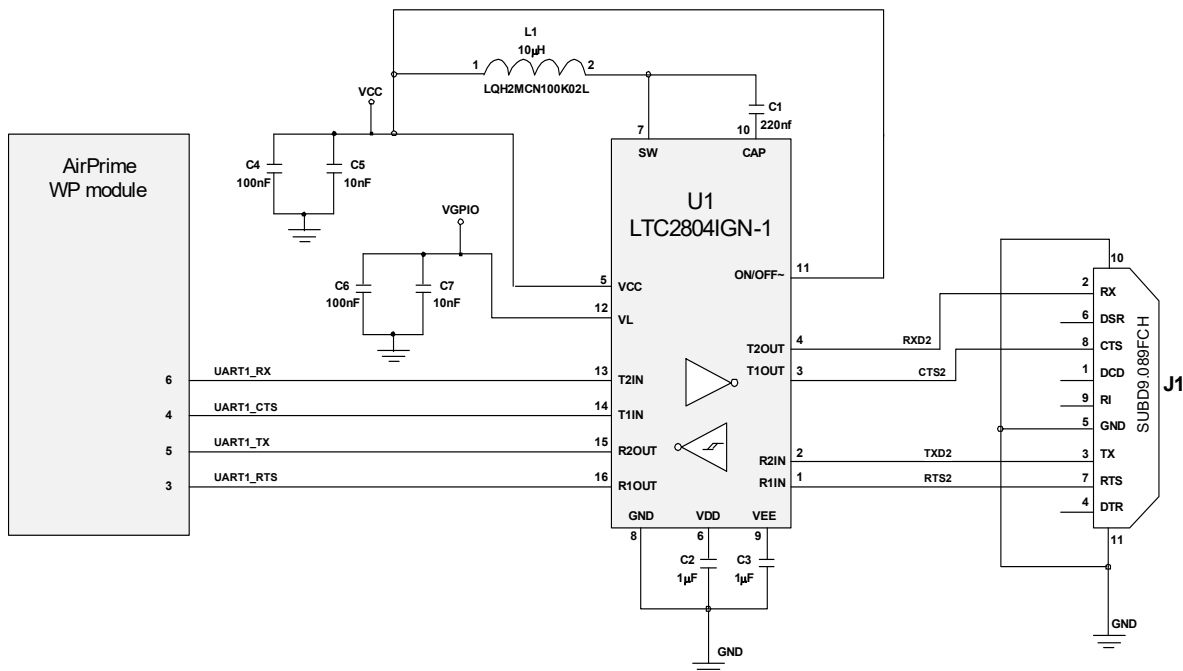 L1
10µH
1
2
LQH2MCN100K02L
VCC
C1
220nf
7
10
SW
CAP
AirPrime
WP module
C4
100nF
C5
10nF
U1
LTC2804IGN-1
VGPIO
C6
100nF
C7
10nF
5
VCC
12
VL
ON/OFF~
11
10
2
RX
6
DSR
8
CTS
1
DCD
9
RI
5
GND
3
TX
7
RTS
4
DTR
11
SUBD9.089FCH
J1
T2OUT
4
RXD2
T1OUT
3
CTS2
6
UART1_RX
13
T2IN
4
UART1_CTS
14
T1IN
5
UART1_TX
15
R2OUT
3
UART1_RTS
16
R1OUT
R2IN
2
TXD2
R1IN
1
RTS2
GND
VDD
VEE
8
6
9
C2
1µF
C3
1µF
GND
GND